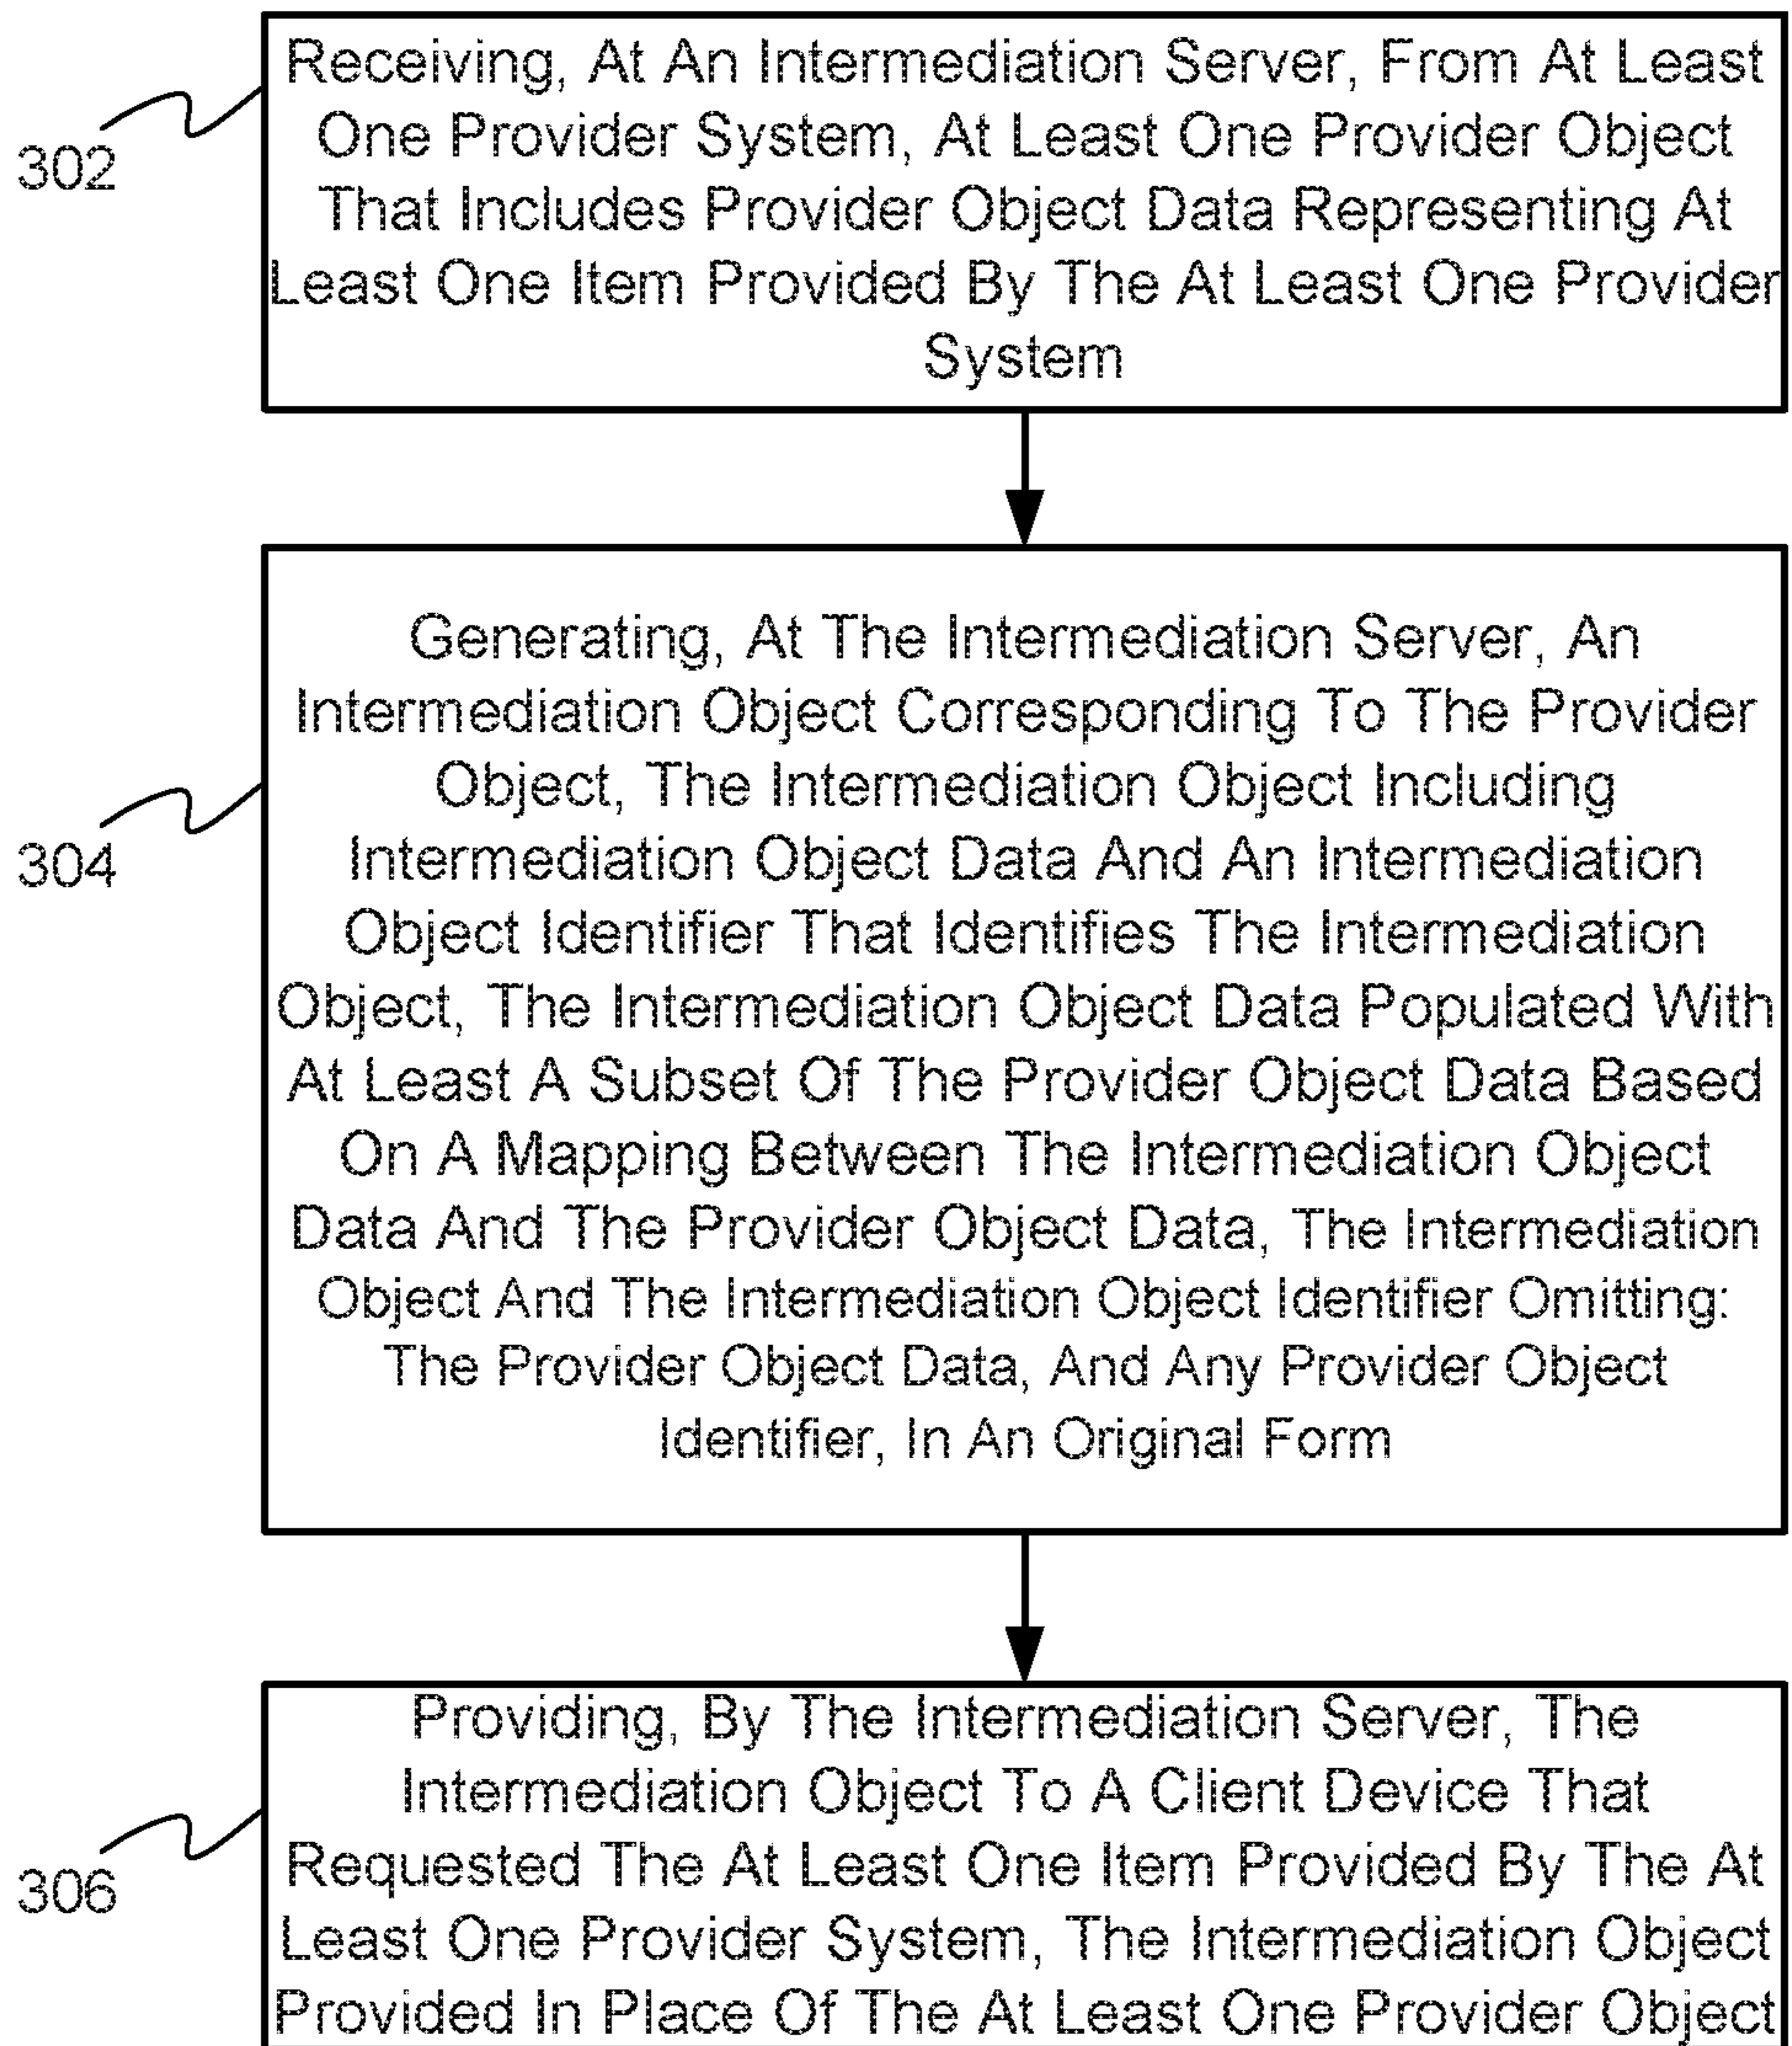 Receiving, At An Intermediation Server, From At Least
One Provider System, At Least One Provider Object
That Includes Provider Object Data Representing At
Least One Item Provided By The At Least One Provider
System
302
Generating, At The Intermediation Server, An
Intermediation Object Corresponding To The Provider
Object, The Intermediation Object Including
Intermediation Object Data And An Intermediation
Object Identifier That Identifies The Intermediation
Object, The Intermediation Object Data Populated With
At Least A Subset Of The Provider Object Data Based
On A Mapping Between The Intermediation Object
Data And The Provider Object Data, The Intermediation
Object And The Intermediation Object Identifier Omitting:
The Provider Object Data, And Any Provider Object
Identifier, In An Original Form
304
Providing, By The Intermediation Server, The
Intermediation Object To A Client Device That
Requested The At Least One Item Provided By The At
Least One Provider System, The Intermediation Object
Provided In Place Of The At Least One Provider Object
306